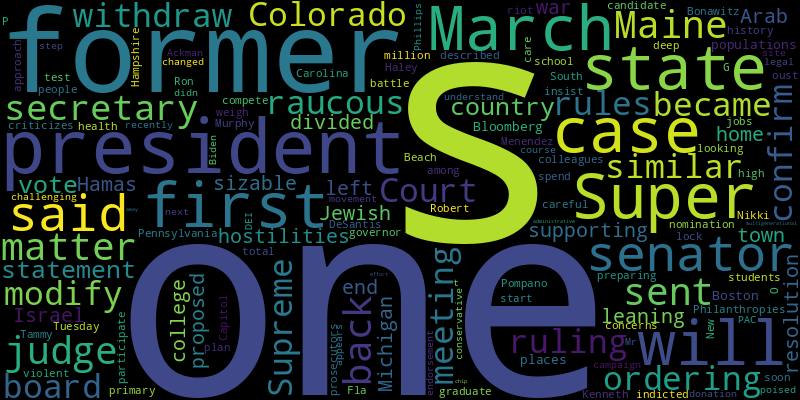 P
approach
step
withdraw
Hampshire
Colorado
March
Phillips
riot
war
candidate
Bonawitz
Maine
Arab
history
populations
deep
site
G
legal
oust
former
Ackman
changed
Ron
did
million
described
Carolina
battle
Haley
compete
care
school
South
insist
state
test
people
secretary
raucous
country
rules
became
criticizes
health
recently
weigh
Murphy
divided
Bloomberg
understand
case
jobs
home
looking
confirm
president
S
Menendez
course
colleagues
similar
high
Biden
Beach
among
spend
vote
Hamas
sizable
left
Court
movement
careful
Super
Nikki
nomination
challenging
said
first
next
away
DEI
DeSantis
Jewish
governor
Robert
administrative
multigenerational
supporting
lock
town
Pennsylvania
hostilities
total
matter
one
senator
statement
college
proposed
Supreme
end
back
Michigan
meeting
Pompano
start
preparing
students
resolution
places
sent
Boston
Philanthropies
O
modify
Israel
Capitol
plan
Tammy
Tuesday
participate
leaning
concerns
New
PAC
judge
violent
prosecutors
appears
effort
conservative
endorsement
ruling
Mr
will
campaign
soon
poised
board
primary
Fla
chip
graduate
ordering
Kenneth
indicted
donation